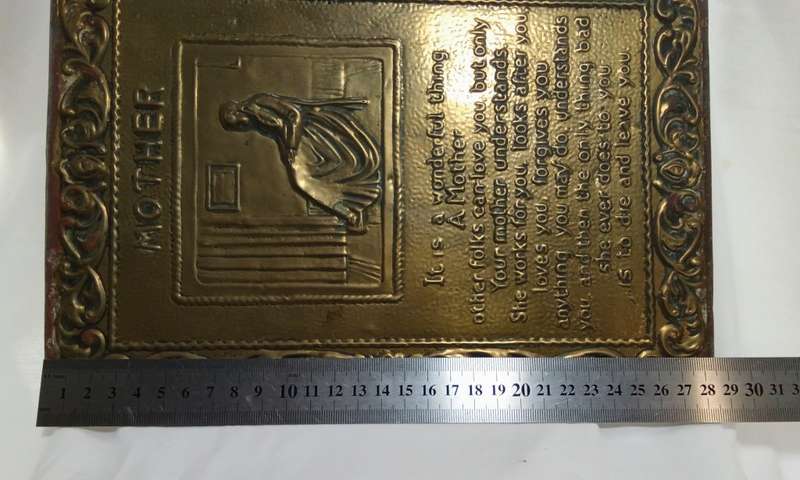 MOTHER
It is a wonderful thing
A Mother
other folks can love you, but only
Your mother understands.
She works for you, looks after you
loves you, forgives you
anything you may do, understands
you, and then the only thing bad
she ever does to you
is to die and leave you.
1 2 3 4 5 6 7 8 9 10 11 12 13 14 15 16 17 18 19 20 21 22 23 24 25 26 27 28 29 30 31